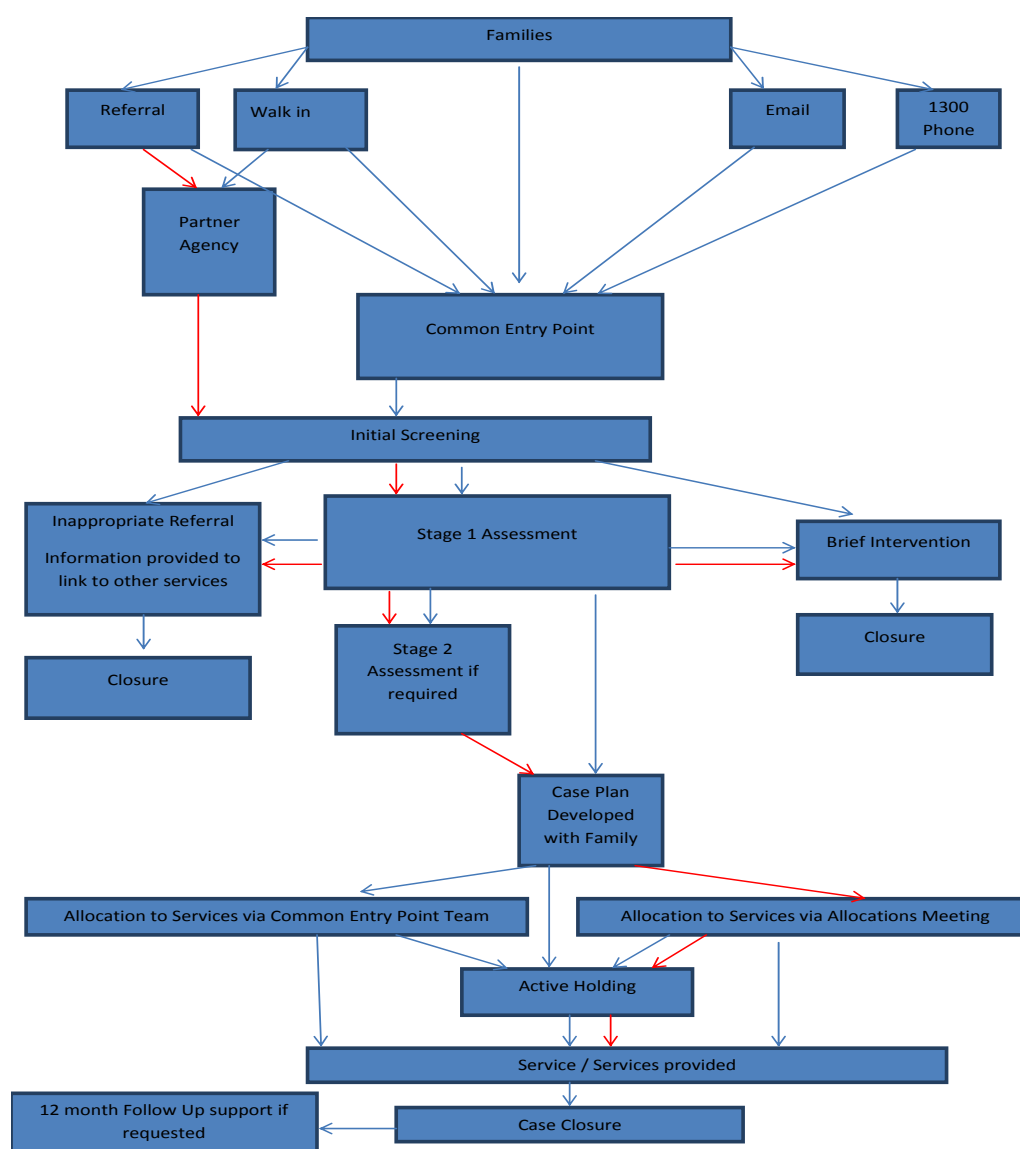 Families
Referral
Walk in
Email
1300
Phone
Partner
Agency
Common Entry Point
Initial Screening
Inappropriate Referral
Information provided to
link to other services
Stage 1 Assessment
Brief Intervention
Closure
Stage 2
Assessment if
required
Closure
Case Plan
Developed
with Family
Allocation to Services via Common Entry Point Team
Allocation to Services via Allocations Meeting
Active Holding
Service / Services provided
12 month Follow Up support if
requested
Case Closure